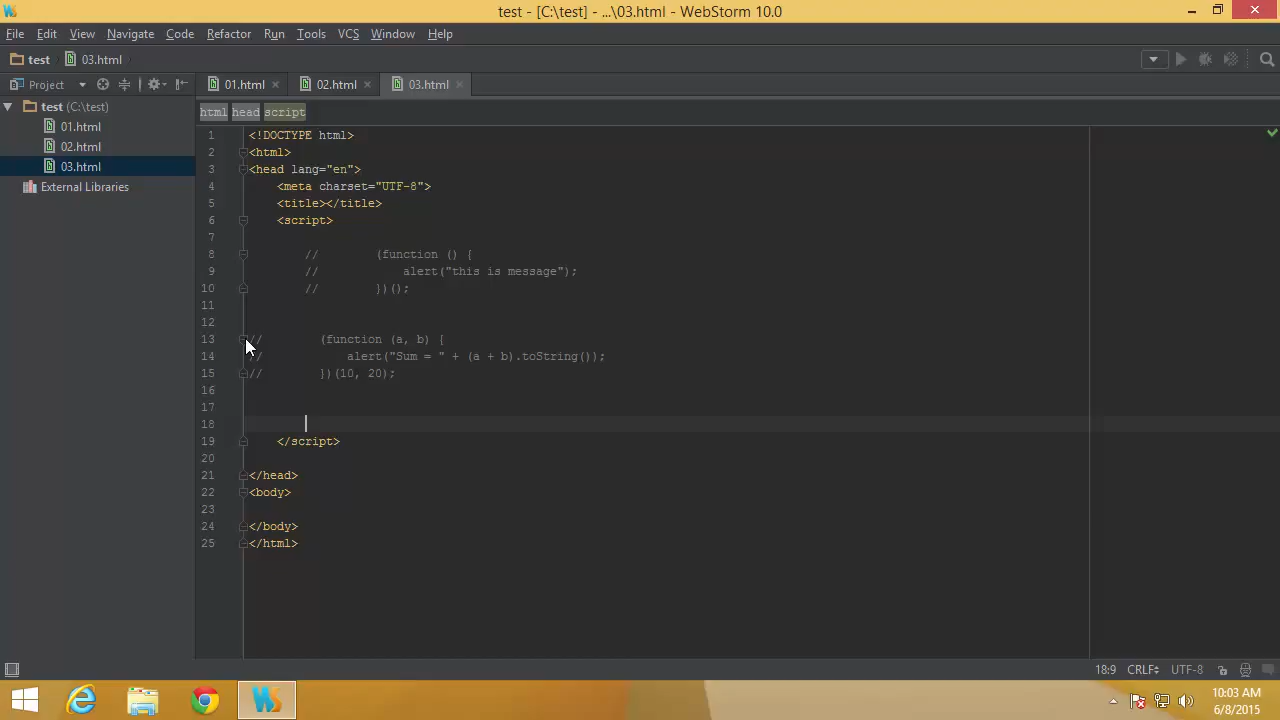 test - [C:\test] - ...\03.html - WebStorm 10.0
File Edit View Navigate Code Refactor Run Tools VCS Window Help
test 03.html
Project 01.html 02.html 03.html
test (C:\test)
01.html
02.html
03.html
External Libraries
html head script
1 <!DOCTYPE html>
2 <html>
3 <head lang="en">
4 <meta charset="UTF-8">
5 <title></title>
6 <script>
7
8 // (function () {
9 // alert("this is message");
10 // })();
11
12
13 // (function (a, b) {
14 // alert("Sum = " + (a + b).toString());
15 // })(10, 20);
16
17
18
19 </script>
20
21 </head>
22 <body>
23
24 </body>
25 </html>
18:9 CRLF UTF-8
WS
10:03 AM
6/8/2015